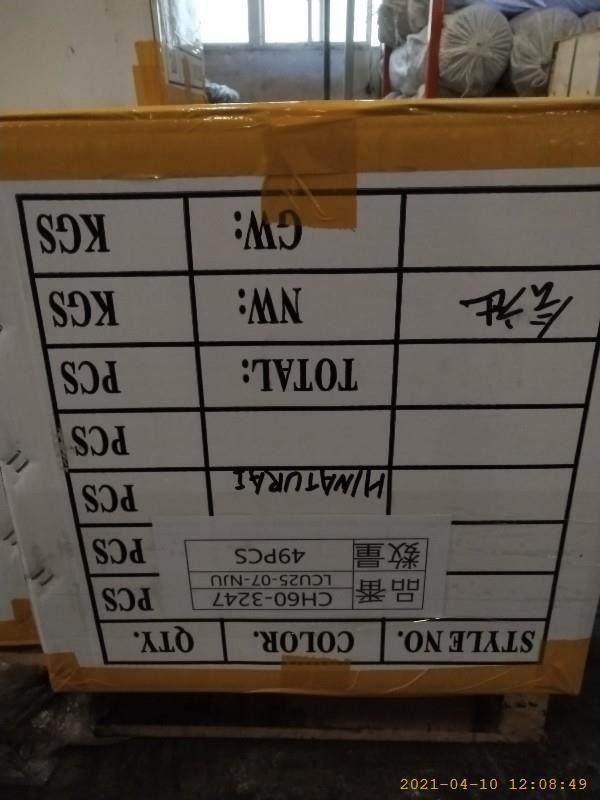 STYLE NO. COLOR. QTY.
PCS
品番 CH60-3247
LCU25-07-NJU
PCS
数量 49PCS
H/NATURAI PCS
PCS
TOTAL: PCS
NW: KGS
GW: KGS
2021-04-10 12:08:49